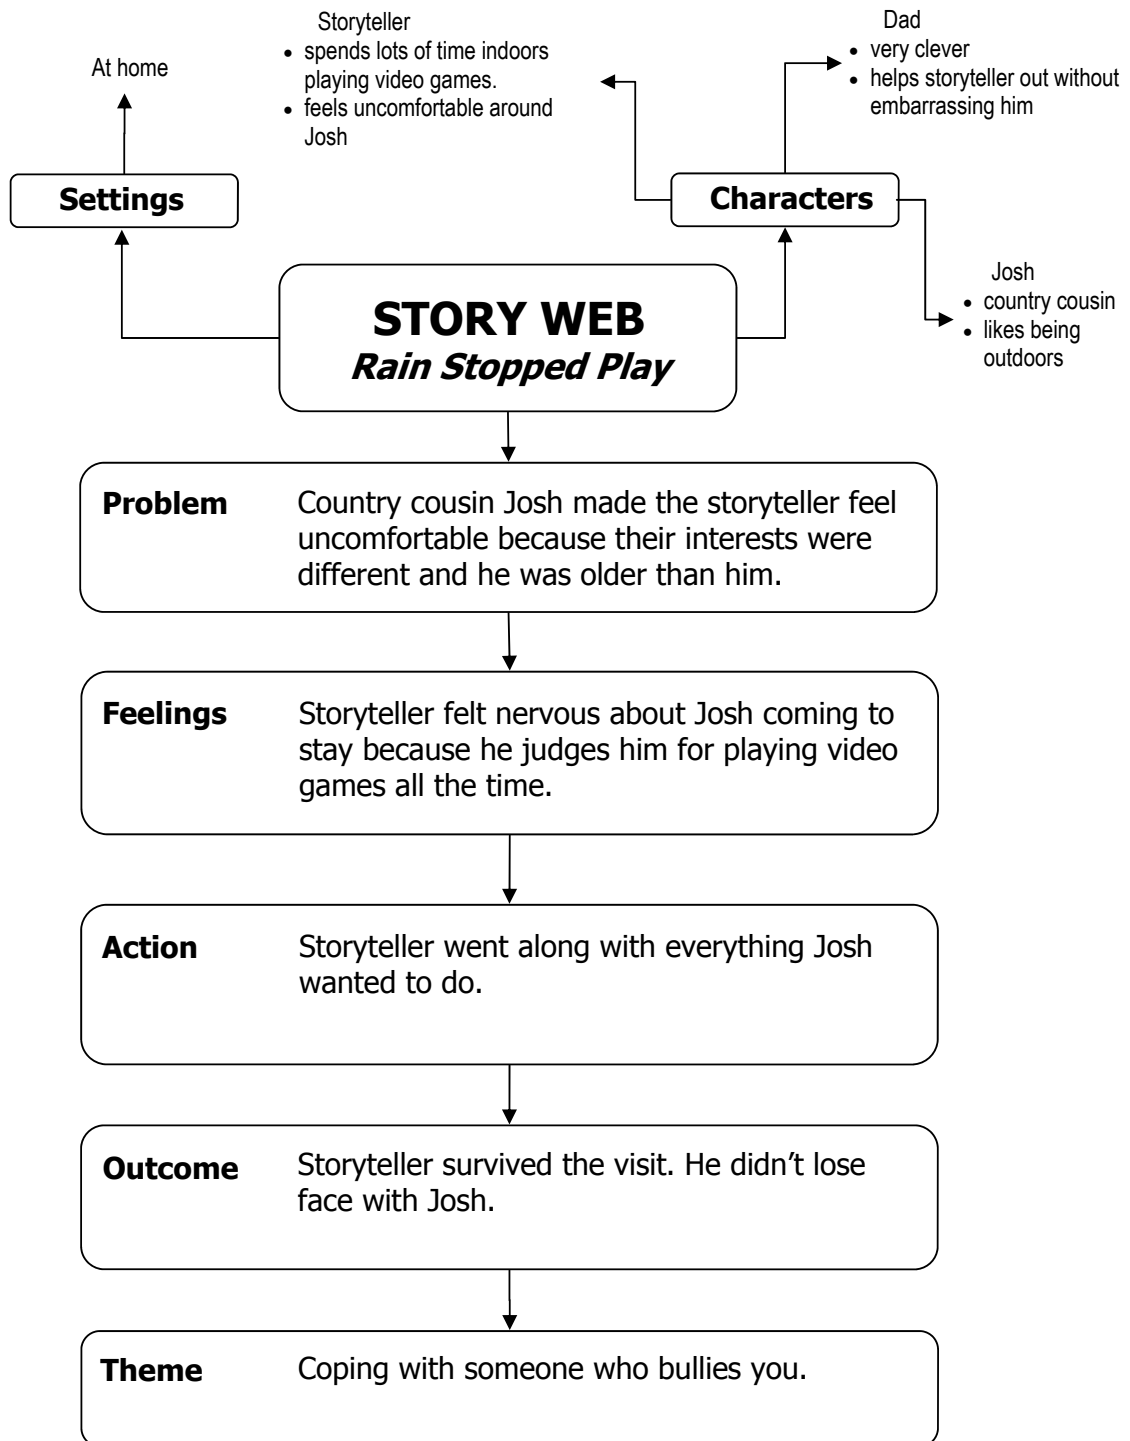 Storyteller
• spends lots of time indoors
playing video games.
• feels uncomfortable around
Josh
Dad
• very clever
• helps storyteller out without
embarrassing him
At home
Settings
Characters
Josh
• country cousin
• likes being
outdoors
STORY WEB
Rain Stopped Play
Problem
Country cousin Josh made the storyteller feel
uncomfortable because their interests were
different and he was older than him.
Feelings
Storyteller felt nervous about Josh coming to
stay because he judges him for playing video
games all the time.
Action
Storyteller went along with everything Josh
wanted to do.
Outcome
Storyteller survived the visit. He didn’t lose
face with Josh.
Theme
Coping with someone who bullies you.